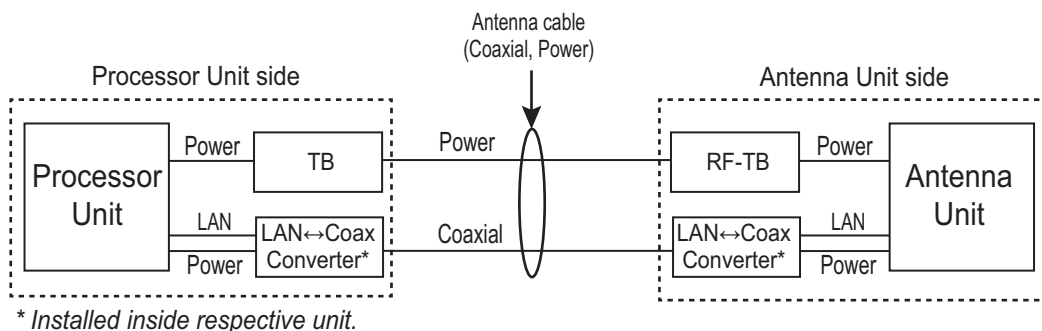 Antenna cable
(Coaxial, Power)
Processor Unit side
Antenna Unit side
Processor
Unit
Power
TB
Power
RF-TB
Power
Antenna
Unit
LAN
Power
LAN↔Coax
Converter*
Coaxial
LAN↔Coax
Converter*
LAN
Power
* Installed inside respective unit.